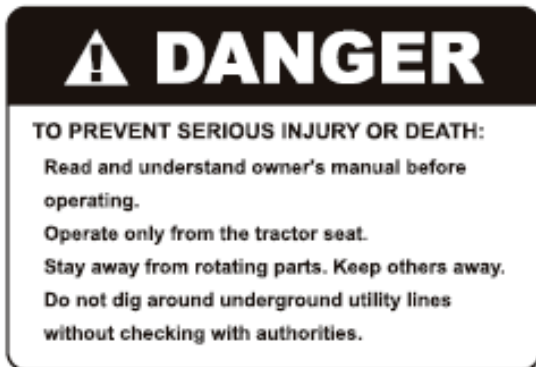 DANGER
TO PREVENT SERIOUS INJURY OR DEATH:
Read and understand owner's manual before
operating.
Operate only from the tractor seat.
Stay away from rotating parts. Keep others away.
Do not dig around underground utility lines
without checking with authorities.